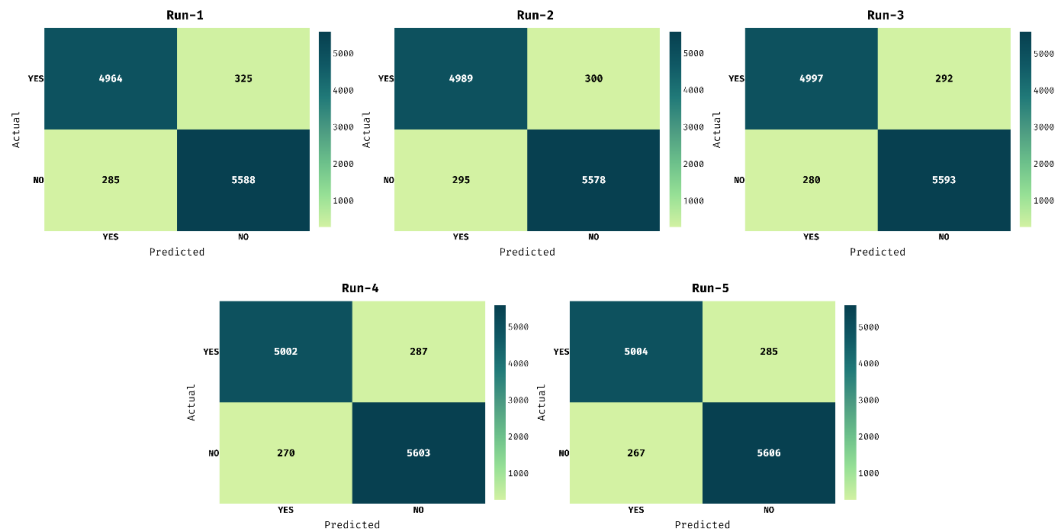 Run-1
YES 4964 325
NO 285 5588
YES NO
Predicted
Actual
5000
4000
3000
2000
1000
Run-2
YES 4989 300
NO 295 5578
YES NO
Predicted
Actual
5000
4000
3000
2000
1000
Run-3
YES 4997 292
NO 280 5593
YES NO
Predicted
Actual
5000
4000
3000
2000
1000
Run-4
YES 5002 287
NO 270 5603
YES NO
Predicted
Actual
5000
4000
3000
2000
1000
Run-5
YES 5004 285
NO 267 5606
YES NO
Predicted
Actual
5000
4000
3000
2000
1000